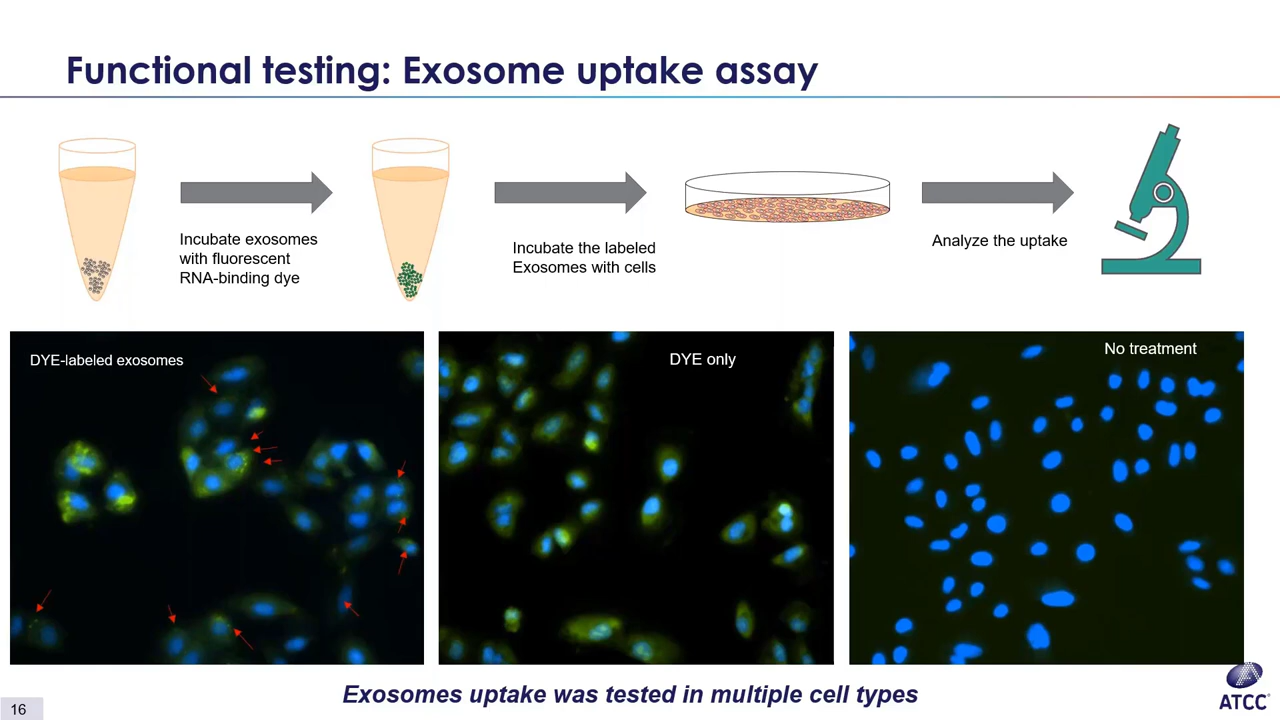 Functional testing: Exosome uptake assay
Incubate exosomes
with fluorescent
RNA-binding dye
Incubate the labeled
Exosomes with cells
Analyze the uptake
DYE-labeled exosomes
DYE only
No treatment
Exosomes uptake was tested in multiple cell types
16
ATCC®